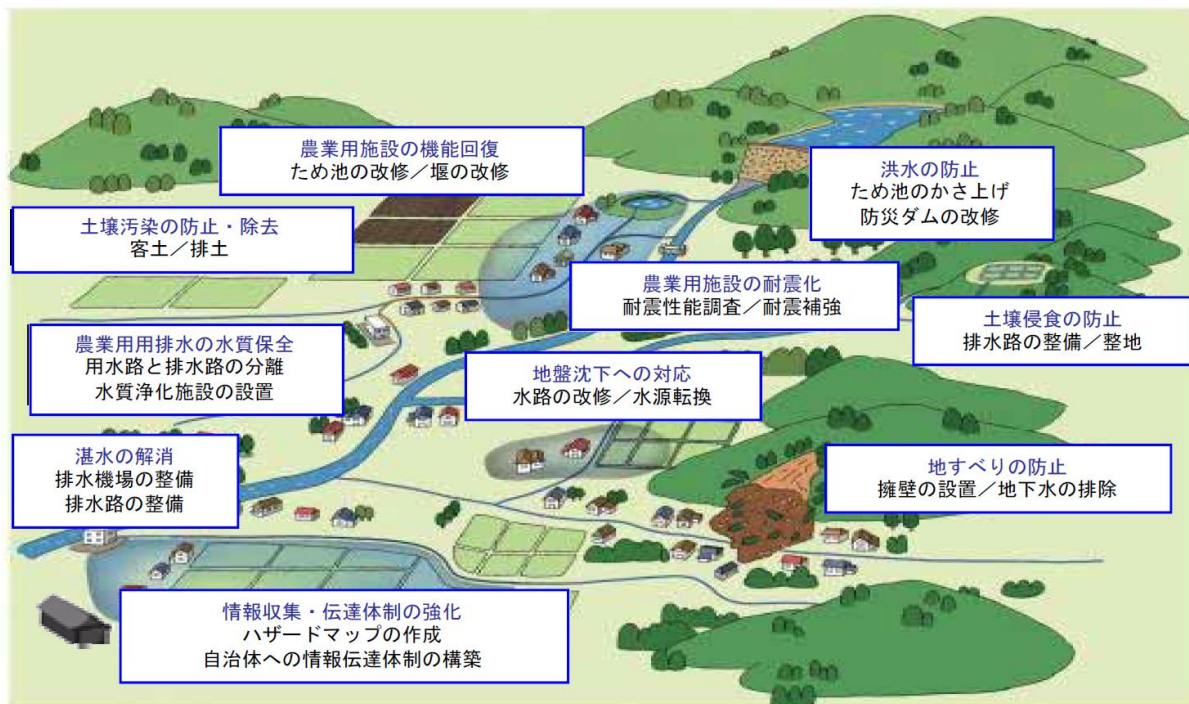 農業用施設の機能回復
ため池の改修／堰の改修
洪水の防止
ため池のかさ上げ
防災ダムの改修
土壌汚染の防止・除去
客土／排土
農業用施設の耐震化
耐震性能調査／耐震補強
土壌侵食の防止
排水路の整備／整地
農業用用排水の水質保全
用水路と排水路の分離
水質浄化施設の設置
地盤沈下への対応
水路の改修／水源転換
湛水の解消
排水機場の整備
排水路の整備
地すべりの防止
擁壁の設置／地下水の排除
情報収集・伝達体制の強化
ハザードマップの作成
自治体への情報伝達体制の構築